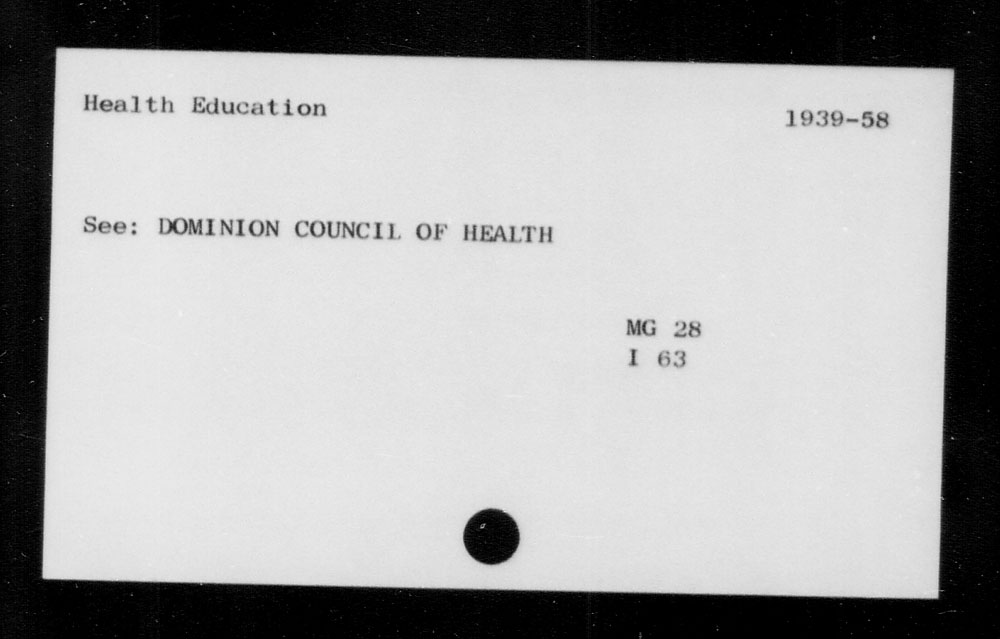 Health Education
1939-58
See: DOMINION COUNCIL OF HEALTH
MG 28
I 63